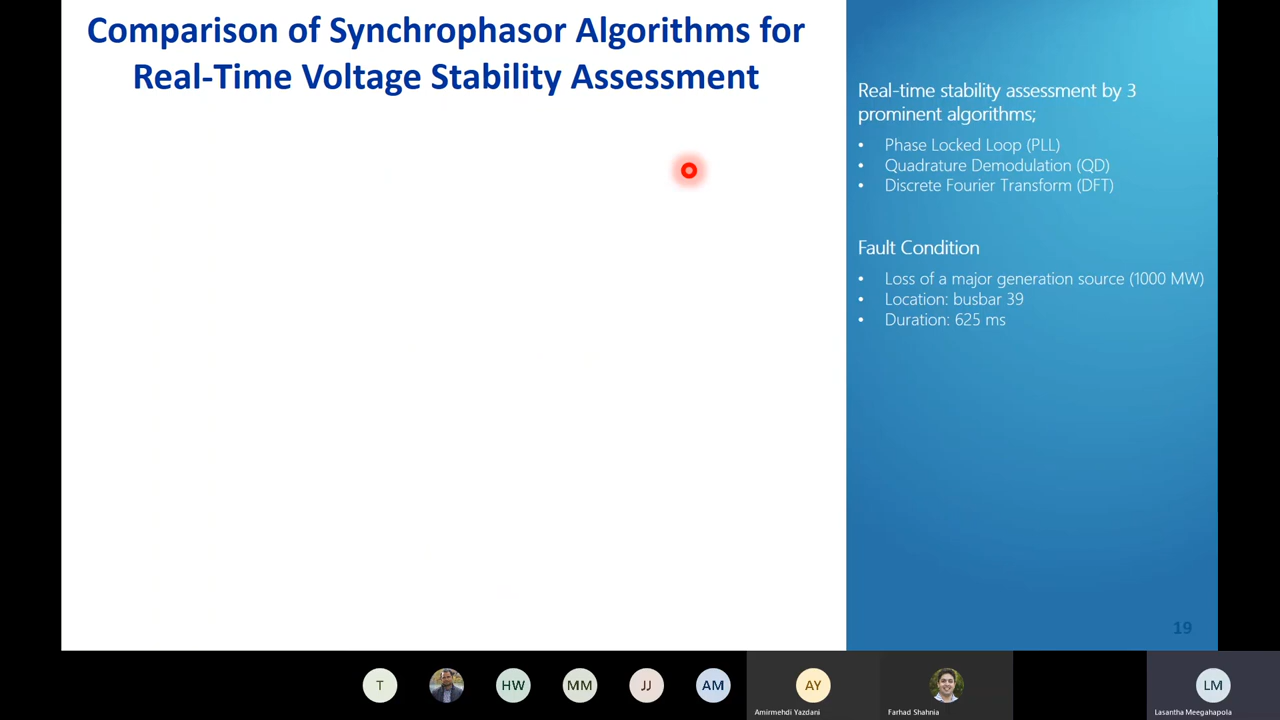 Comparison of Synchrophasor Algorithms for
Real-Time Voltage Stability Assessment
Real-time stability assessment by 3
prominent algorithms;
• Phase Locked Loop (PLL)
• Quadrature Demodulation (QD)
• Discrete Fourier Transform (DFT)
Fault Condition
• Loss of a major generation source (1000 MW)
• Location: busbar 39
• Duration: 625 ms
19
T
HW
MM
JJ
AM
AY
LM
Amirmehdi Yazdani
Farhad Shahnia
Lasantha Meegahapola